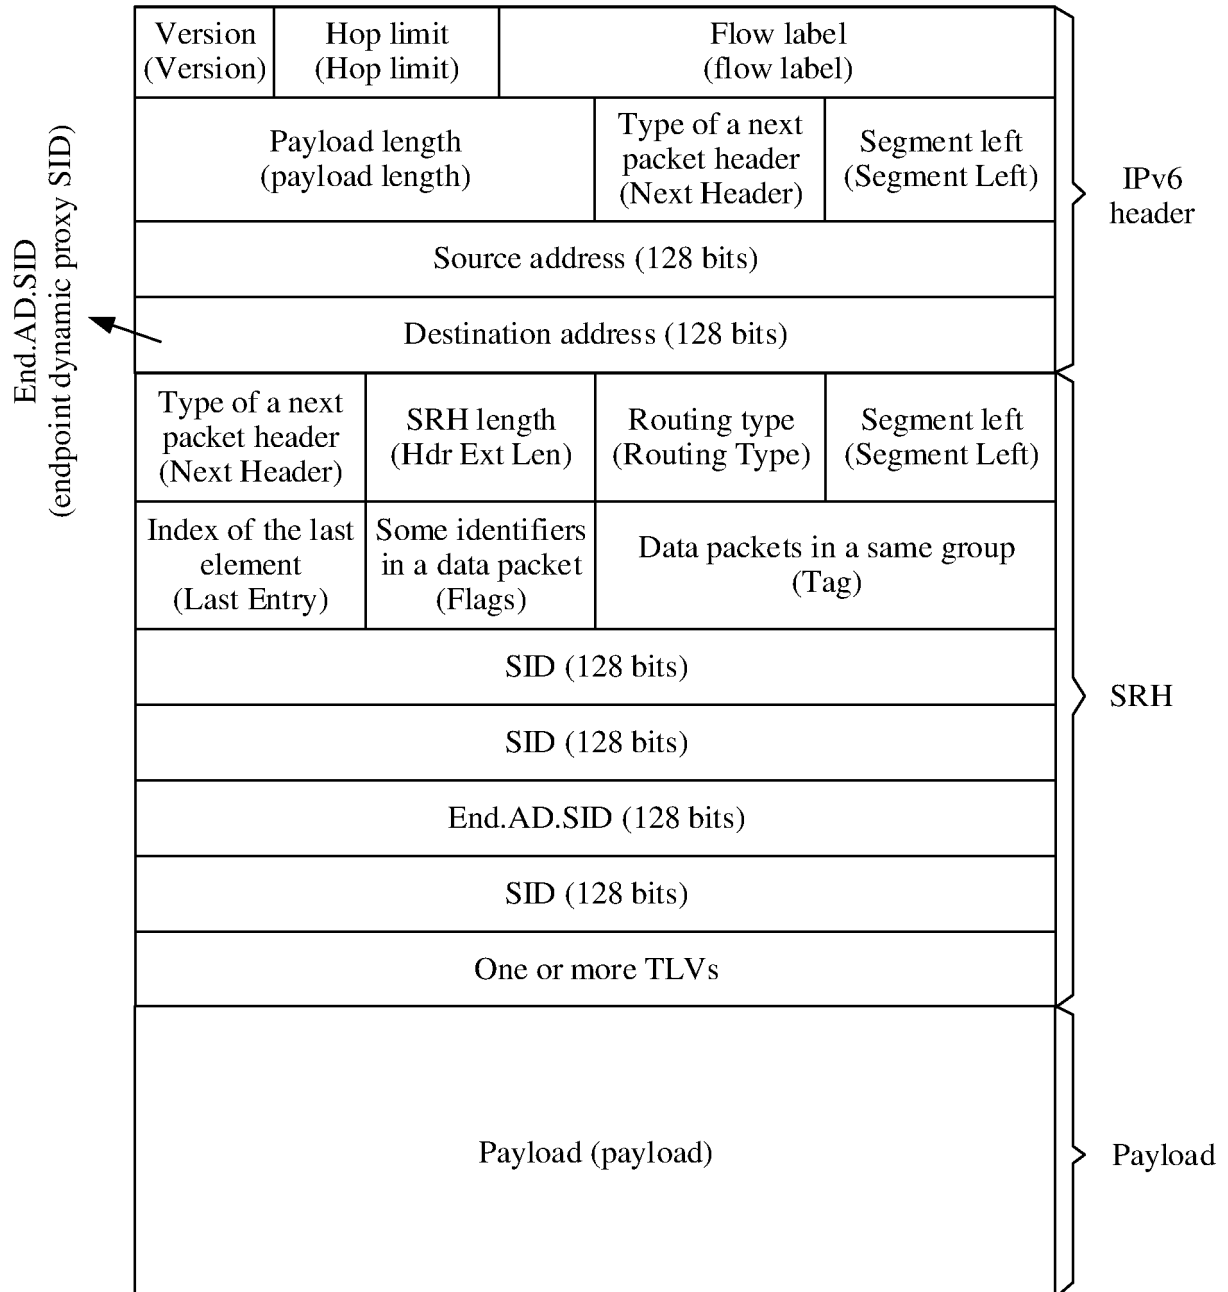 Version
(Version)
Hop limit
(Hop limit)
Flow label
(flow label)
Payload length
(payload length)
Type of a next
packet header
(Next Header)
Segment left
(Segment Left)
Source address (128 bits)
Destination address (128 bits)
IPv6
header
End.AD.SID
(endpoint dynamic proxy SID)
Type of a next
packet header
(Next Header)
SRH length
(Hdr Ext Len)
Routing type
(Routing Type)
Segment left
(Segment Left)
Index of the last
element
(Last Entry)
Some identifiers
in a data packet
(Flags)
Data packets in a same group
(Tag)
SID (128 bits)
SID (128 bits)
End.AD.SID (128 bits)
SID (128 bits)
One or more TLVs
SRH
Payload (payload)
Payload